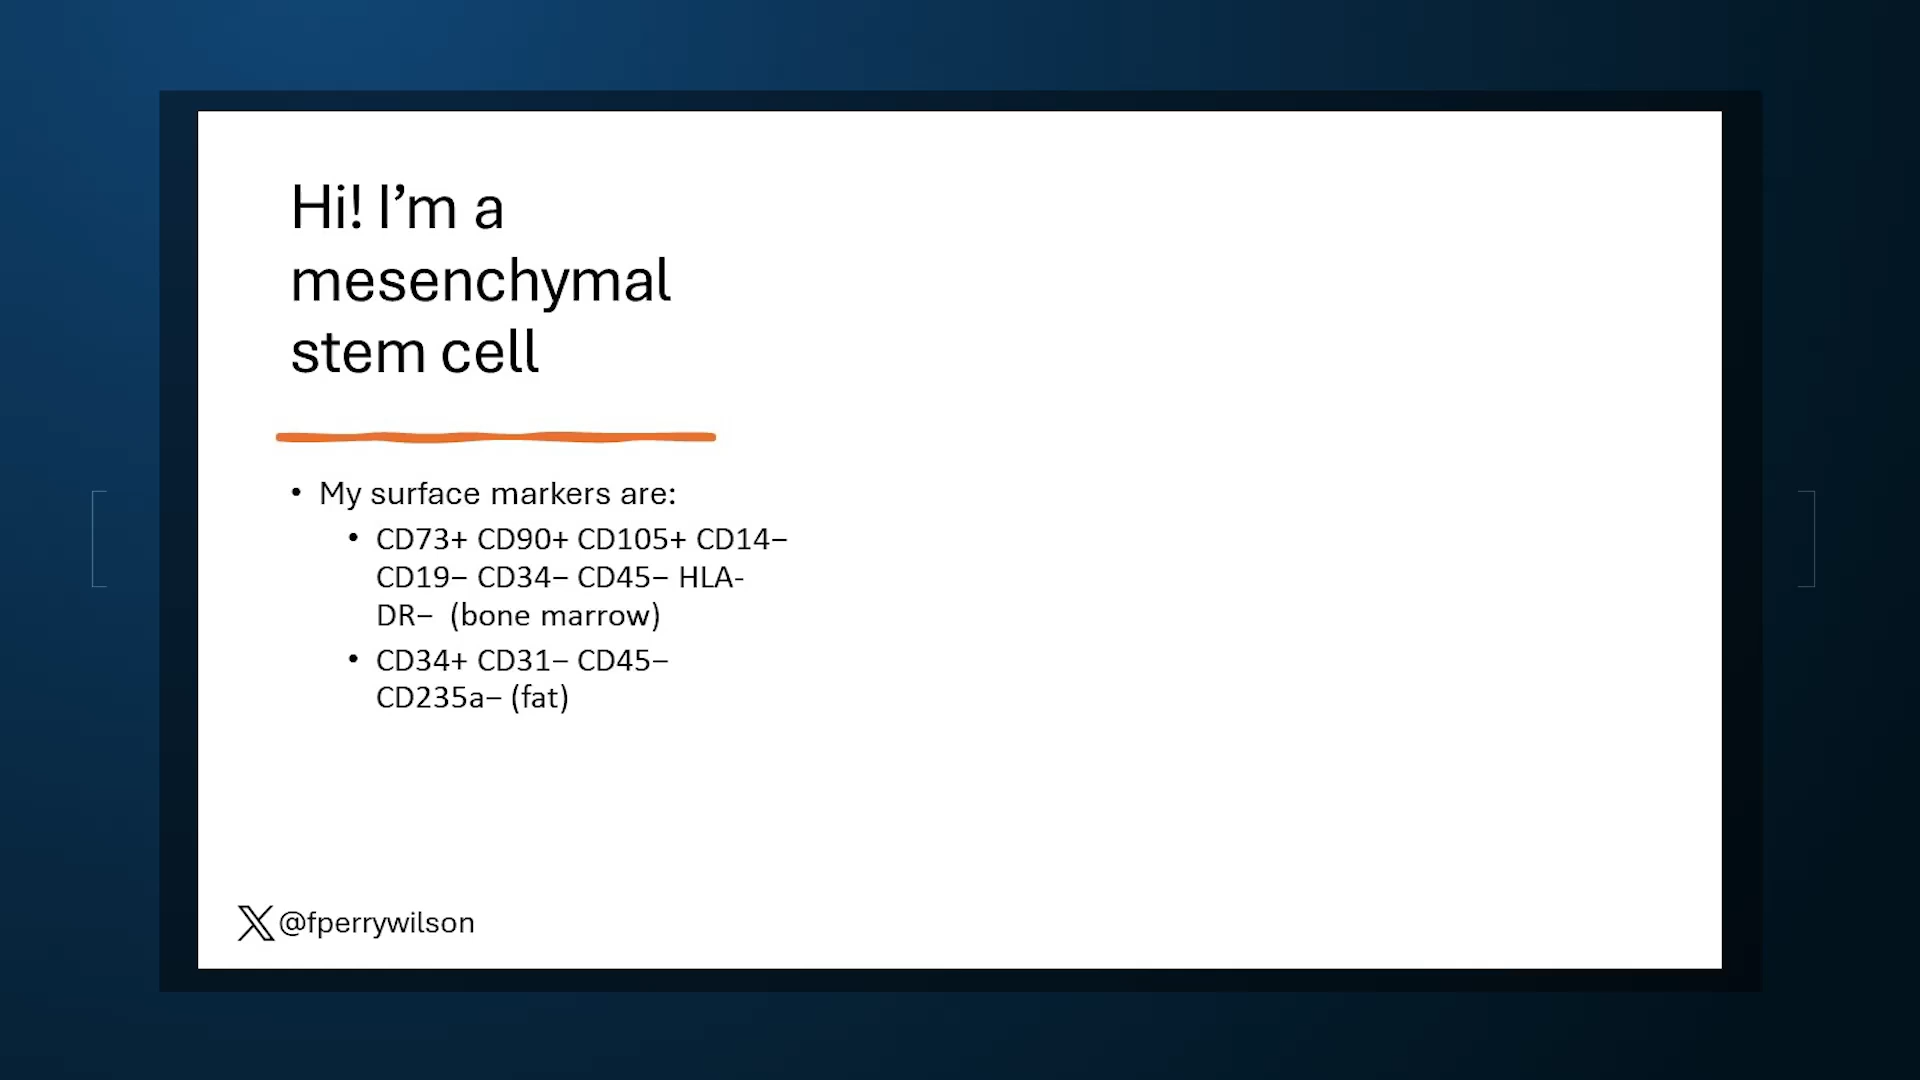 Hi! I’m a
mesenchymal
stem cell
• My surface markers are:
• CD73+ CD90+ CD105+ CD14−
CD19− CD34− CD45− HLA-
DR−  (bone marrow)
• CD34+ CD31− CD45−
CD235a− (fat)
X @fperrywilson